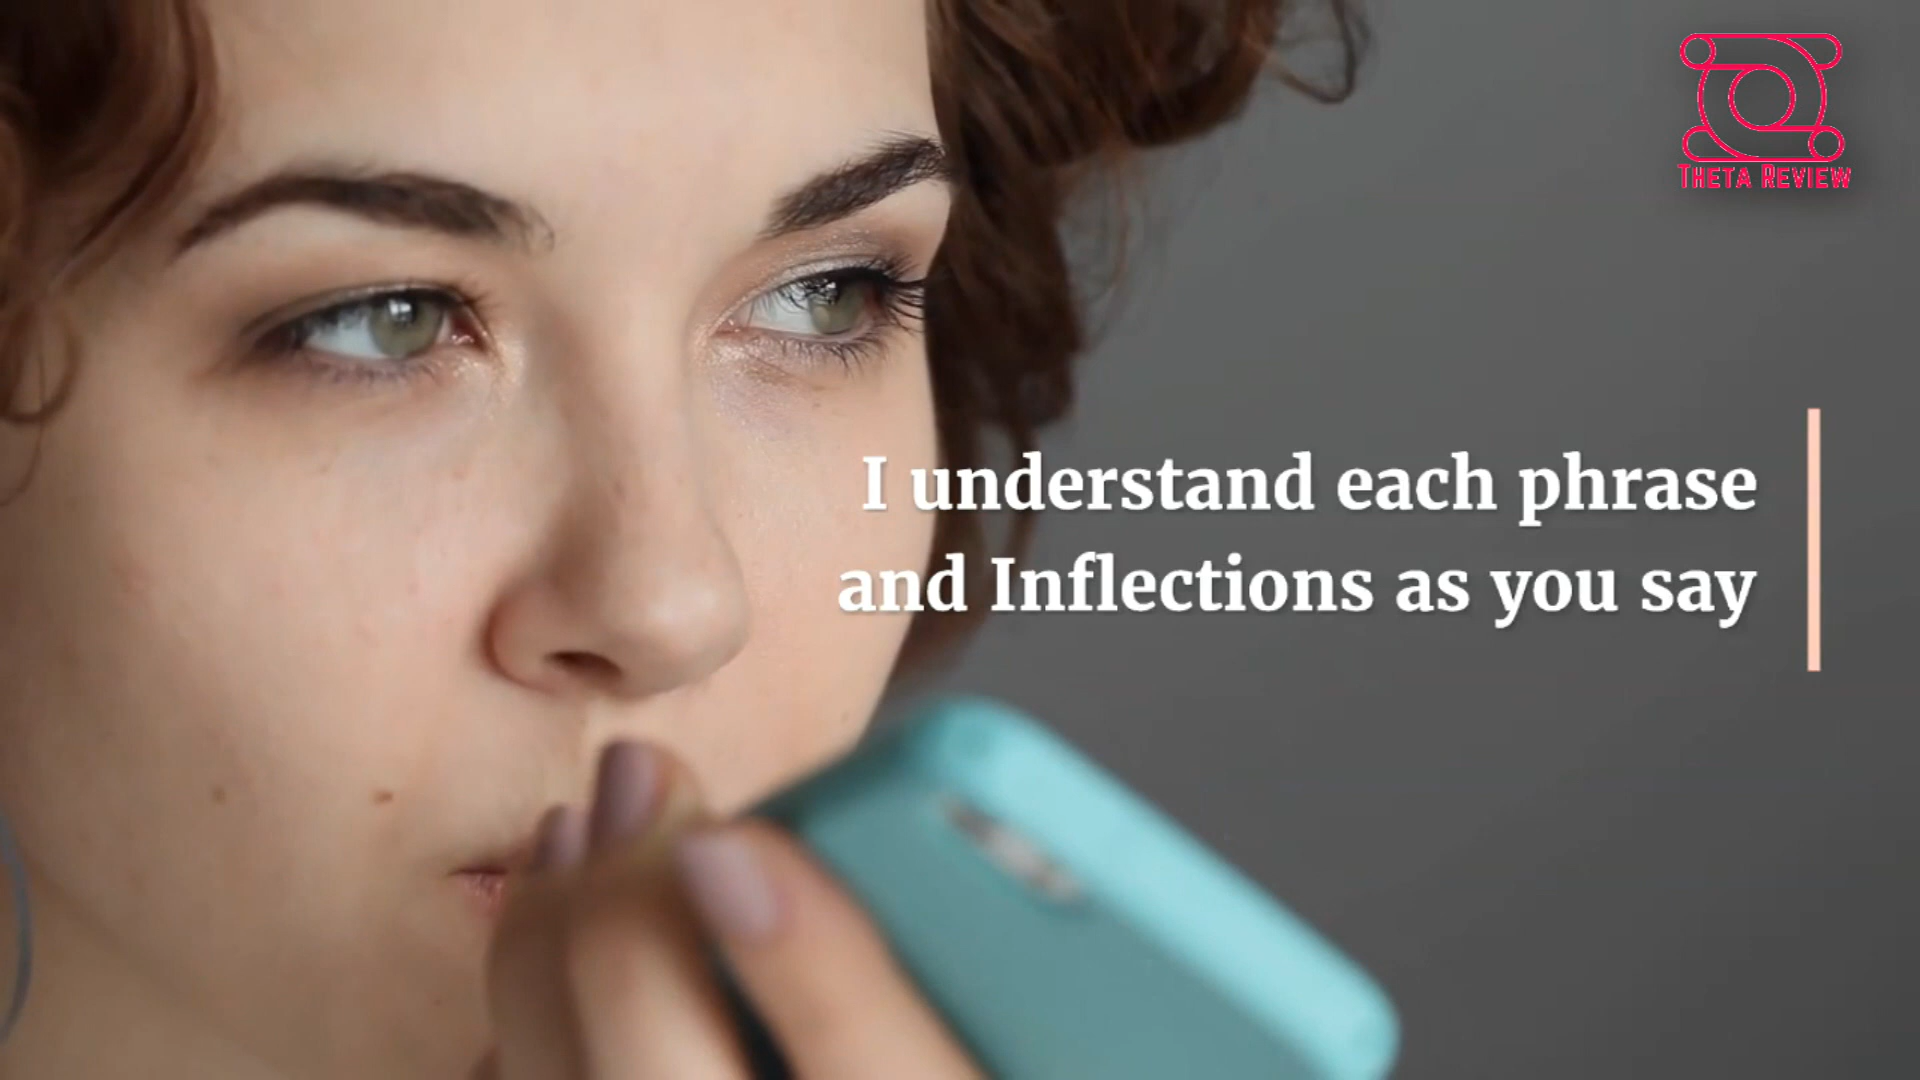 THETA REVIEW
I understand each phrase
and Inflections as you say